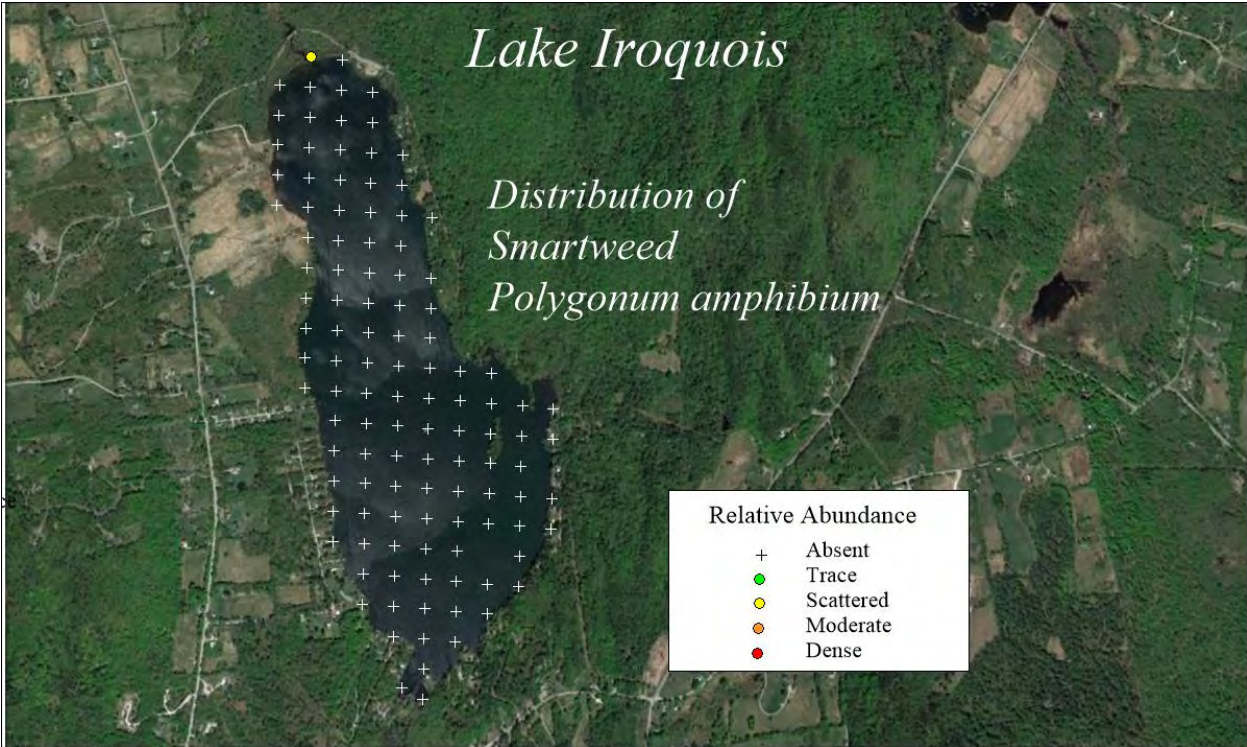 Lake Iroquois
Distribution of
Smartweed
Polygonum amphibium
Relative Abundance
Absent
Trace
Scattered
Moderate
Dense